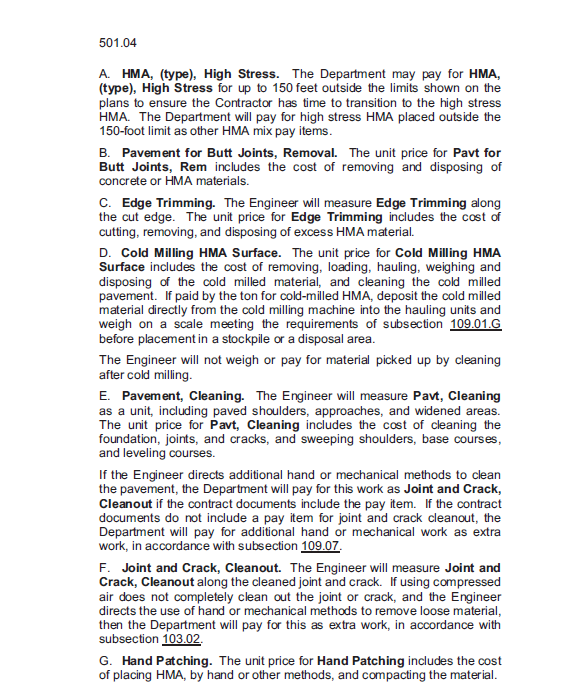 501.04
A. HMA, (type), High Stress. The Department may pay for HMA,
(type), High Stress for up to 150 feet outside the limits shown on the
plans to ensure the Contractor has time to transition to the high stress
HMA. The Department will pay for high stress HMA placed outside the
150-foot limit as other HMA mix pay items.
B. Pavement for Butt Joints, Removal. The unit price for Pavt for
Butt Joints, Rem includes the cost of removing and disposing of
concrete or HMA materials.
C. Edge Trimming. The Engineer will measure Edge Trimming along
the cut edge. The unit price for Edge Trimming includes the cost of
cutting, removing, and disposing of excess HMA material.
D. Cold Milling HMA Surface. The unit price for Cold Milling HMA
Surface includes the cost of removing, loading, hauling, weighing and
disposing of the cold milled material, and cleaning the cold milled
pavement. If paid by the ton for cold-milled HMA, deposit the cold milled
material directly from the cold milling machine into the hauling units and
weigh on a scale meeting the requirements of subsection 109.01.G
before placement in a stockpile or a disposal area.
The Engineer will not weigh or pay for material picked up by cleaning
after cold milling.
E. Pavement, Cleaning. The Engineer will measure Pavt, Cleaning
as a unit, including paved shoulders, approaches, and widened areas.
The unit price for Pavt, Cleaning includes the cost of cleaning the
foundation, joints, and cracks, and sweeping shoulders, base courses,
and leveling courses.
If the Engineer directs additional hand or mechanical methods to clean
the pavement, the Department will pay for this work as Joint and Crack,
Cleanout if the contract documents include the pay item. If the contract
documents do not include a pay item for joint and crack cleanout, the
Department will pay for additional hand or mechanical work as extra
work, in accordance with subsection 109.07.
F. Joint and Crack, Cleanout. The Engineer will measure Joint and
Crack, Cleanout along the cleaned joint and crack. If using compressed
air does not completely clean out the joint or crack, and the Engineer
directs the use of hand or mechanical methods to remove loose material,
then the Department will pay for this as extra work, in accordance with
subsection 103.02.
G. Hand Patching. The unit price for Hand Patching includes the cost
of placing HMA, by hand or other methods, and compacting the material.